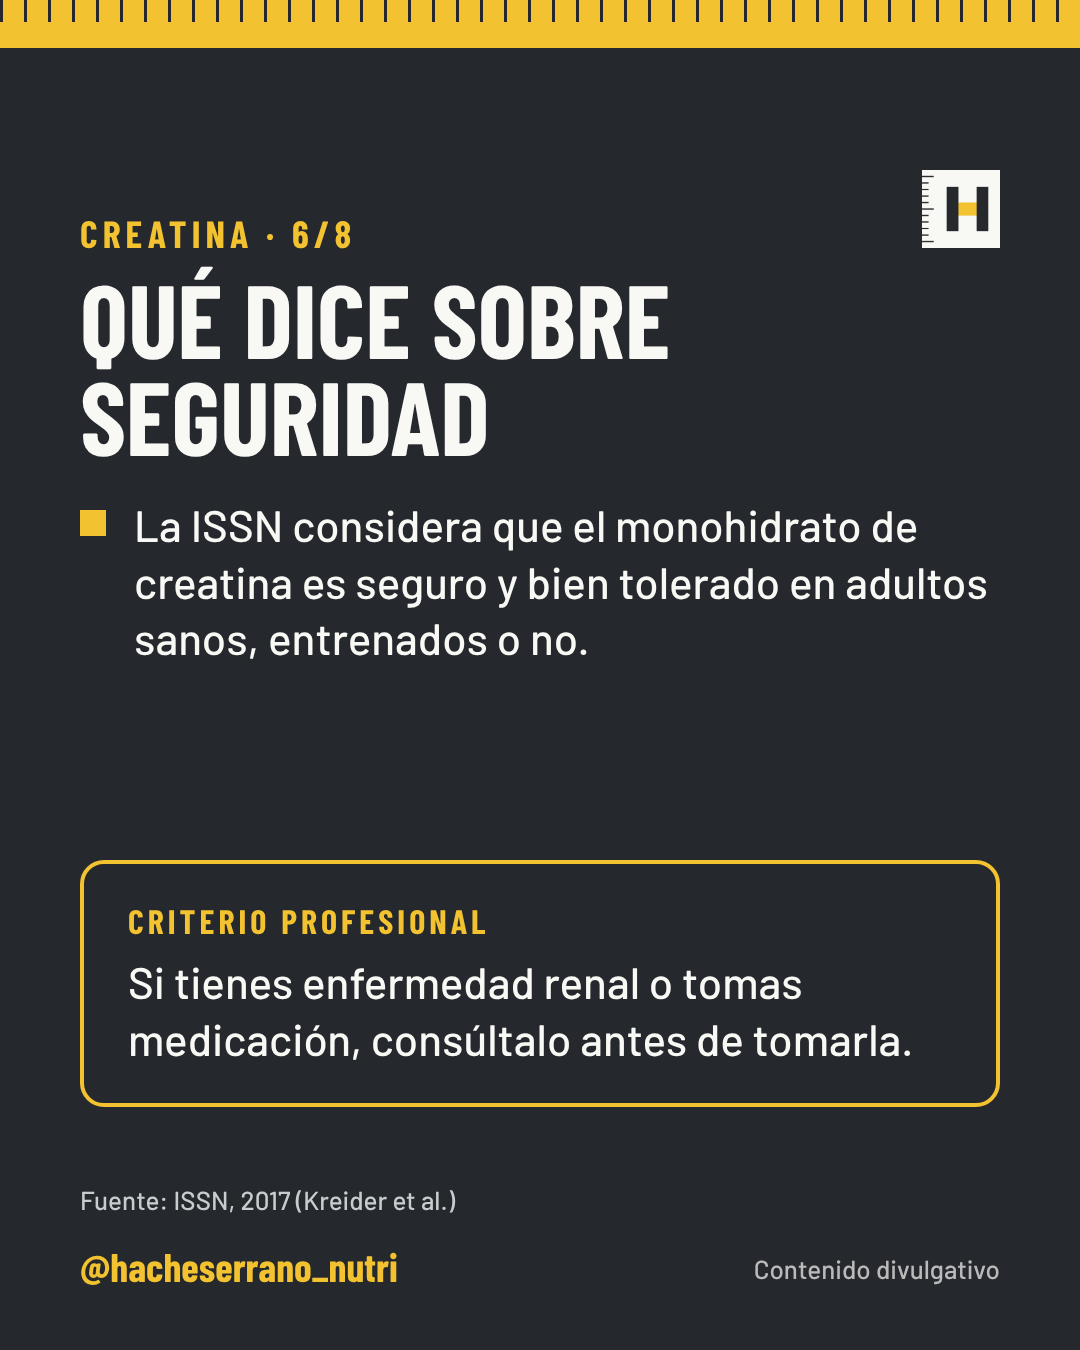 H
CREATINA · 6/8
QUÉ DICE SOBRE
SEGURIDAD
La ISSN considera que el monohidrato de
creatina es seguro y bien tolerado en adultos
sanos, entrenados o no.
CRITERIO PROFESIONAL
Si tienes enfermedad renal o tomas
medicación, consúltalo antes de tomarla.
Fuente: ISSN, 2017 (Kreider et al.)
@hacheserrano_nutri
Contenido divulgativo